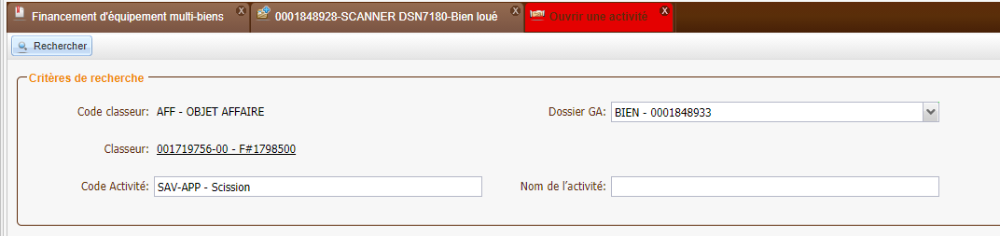 Financement d'équipement multi-biens X 0001848928-SCANNER DSN7180-Bien loué X Ouvrir une activité X
Rechercher
Critères de recherche
Code classeur: AFF - OBJET AFFAIRE Dossier GA: BIEN - 0001848933
Classeur: 001719756-00 - F#1798500
Code Activité: SAV-APP - Scission Nom de l'activité: